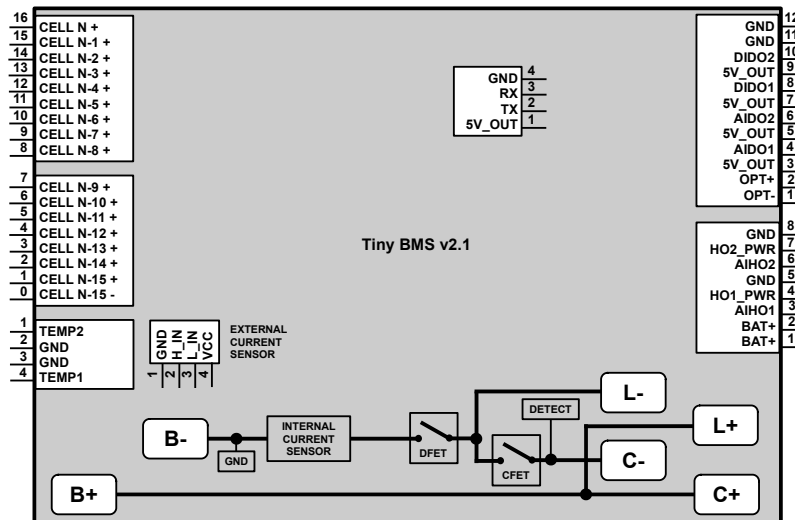 16 CELL N +
15 CELL N-1 +
14 CELL N-2 +
13 CELL N-3 +
12 CELL N-4 +
11 CELL N-5 +
10 CELL N-6 +
9 CELL N-7 +
8 CELL N-8 +
7 CELL N-9 +
6 CELL N-10 +
5 CELL N-11 +
4 CELL N-12 +
3 CELL N-13 +
2 CELL N-14 +
1 CELL N-15 +
0 CELL N-15 -
1 TEMP2
2 GND
3 GND
4 TEMP1
GND 4
RX 3
TX 2
5V_OUT 1
GND 12
GND 11
DIDO2 10
5V_OUT 9
DIDO1 8
5V_OUT 7
AIDO2 6
5V_OUT 5
AIDO1 4
5V_OUT 3
OPT+ 2
OPT- 1
Tiny BMS v2.1
GND 8
HO2_PWR 7
AIHO2 6
GND 5
HO1_PWR 4
AIHO1 3
BAT+ 2
BAT+ 1
1 GND
2 H_IN
3 L_IN
4 VCC
EXTERNAL
CURRENT
SENSOR
B-
GND
INTERNAL
CURRENT
SENSOR
DFET
CFET
DETECT
L-
L+
C-
B+
C+